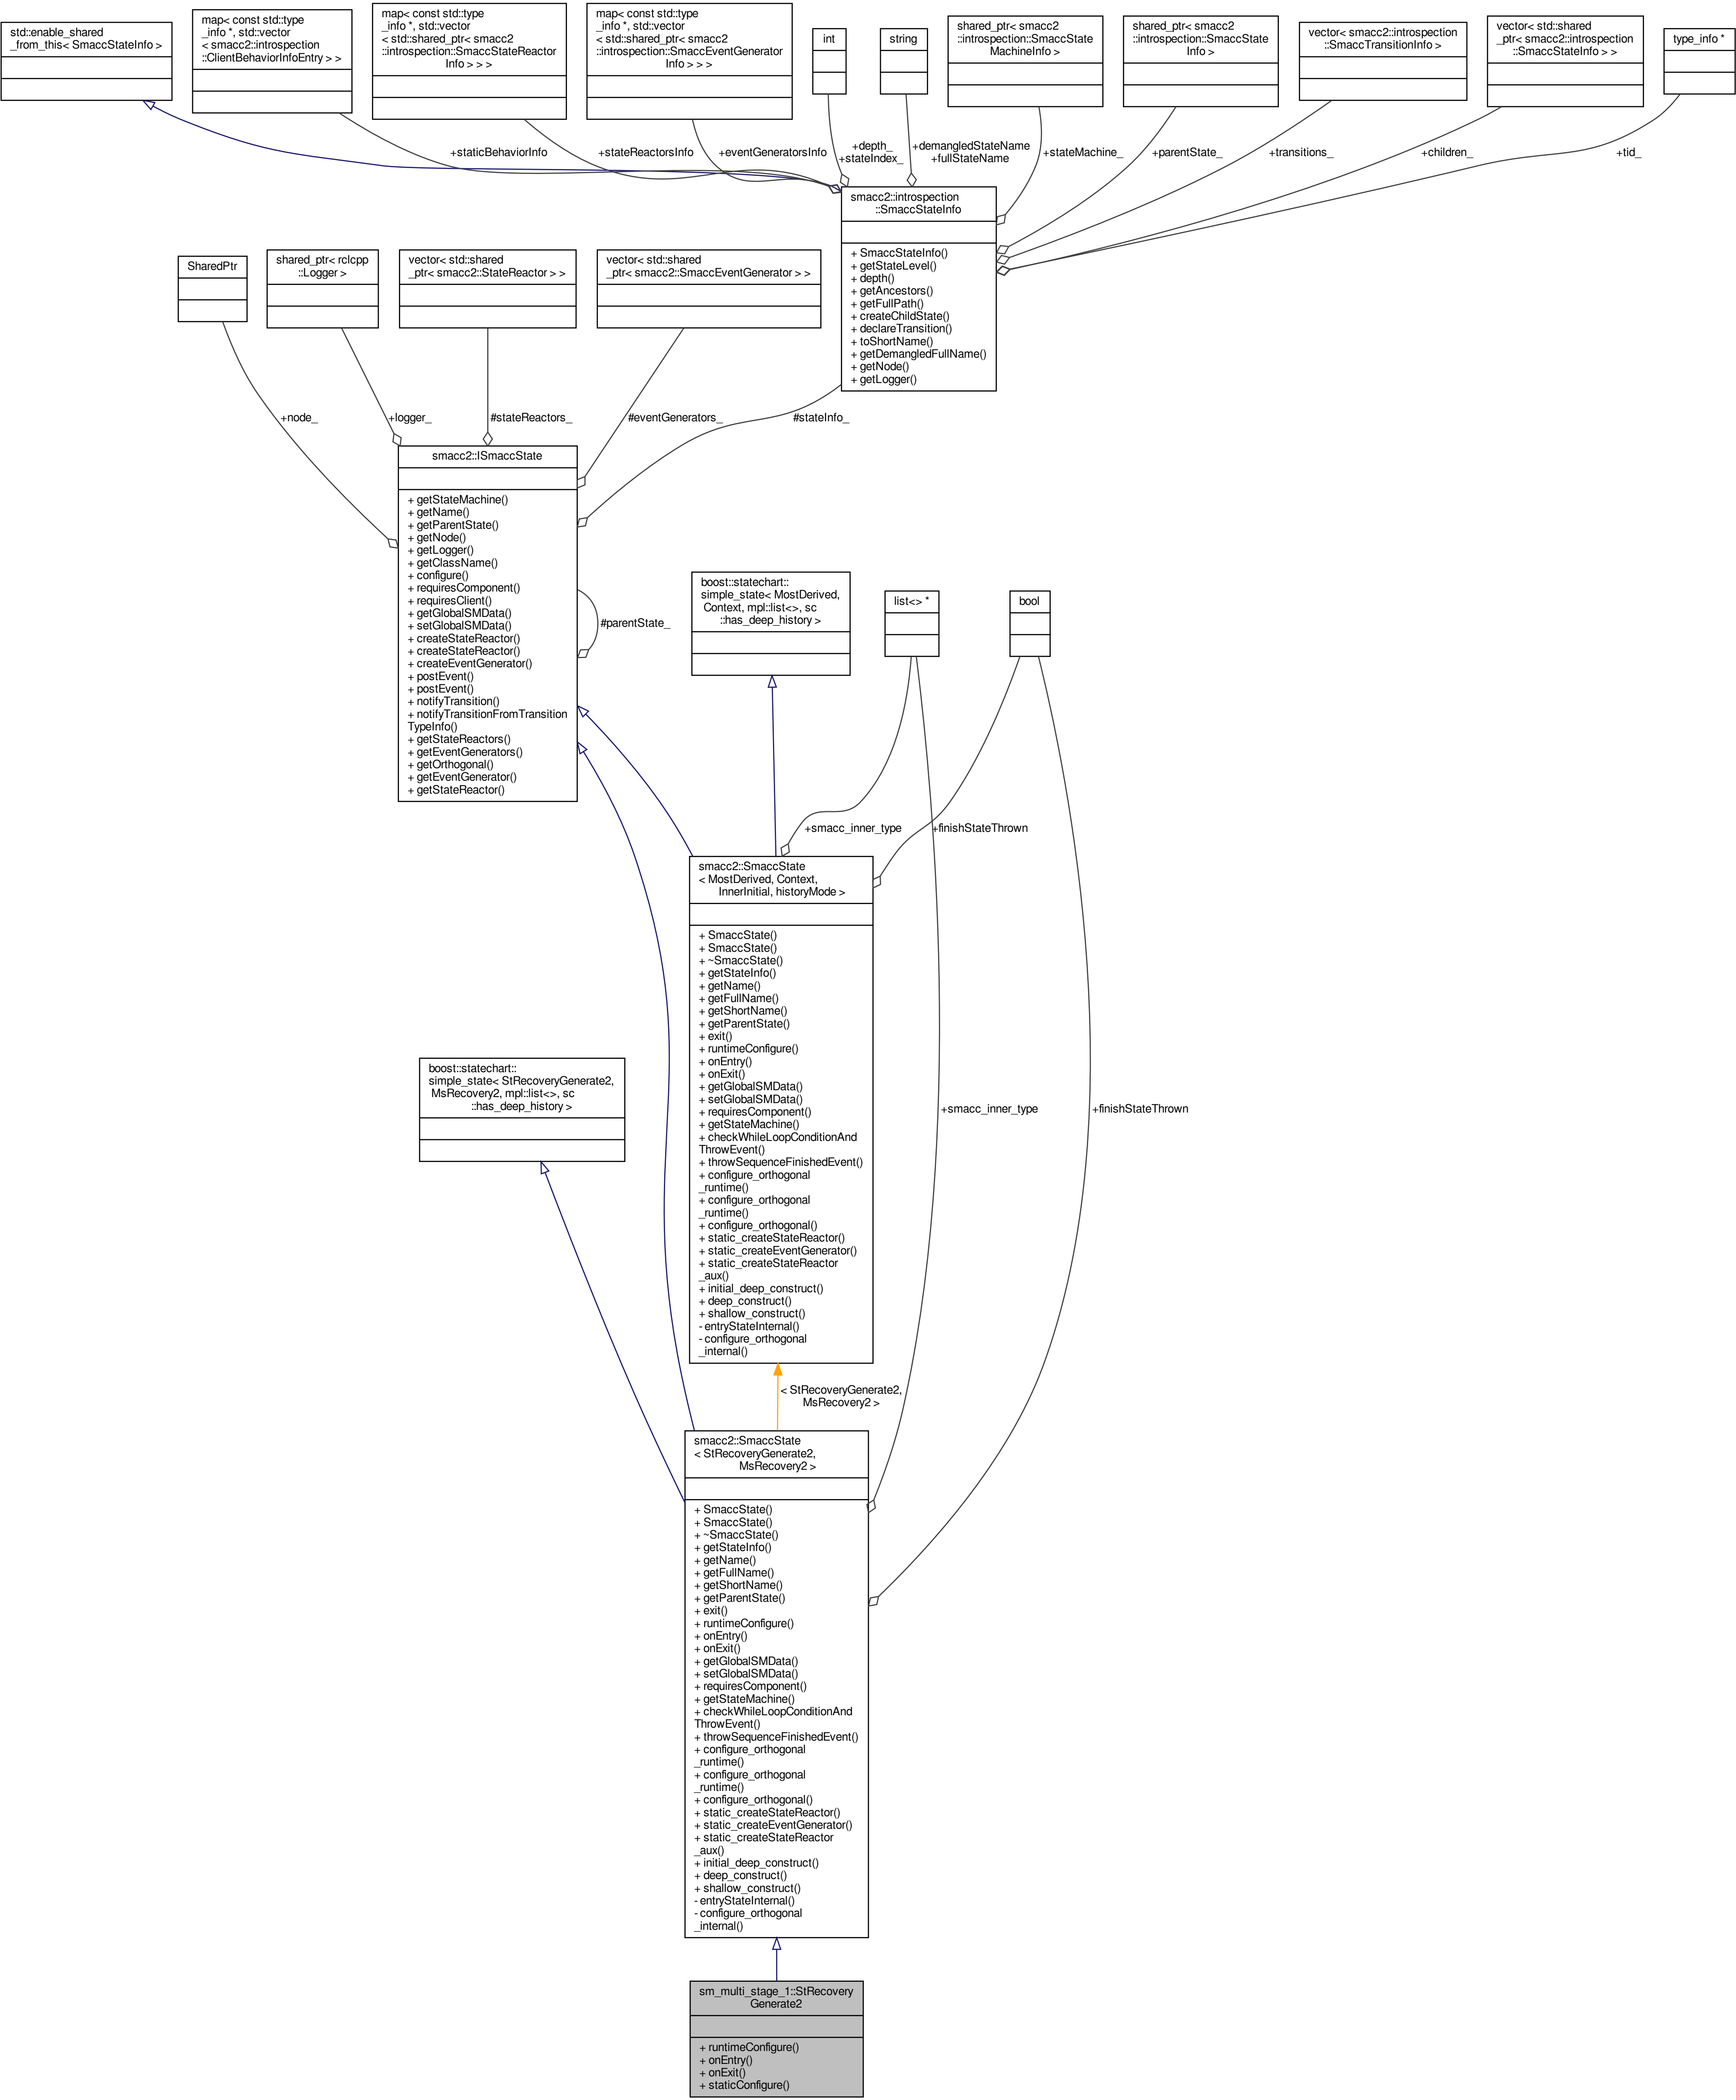 std::enable_shared
_from_this< SmaccStateInfo >
map< const std::type
_info *, std::vector
< smacc2::introspection
::ClientBehaviorInfoEntry > >
map< const std::type
_info *, std::vector
< std::shared_ptr< smacc2
::introspection::SmaccStateReactor
Info > > >
map< const std::type
_info *, std::vector
< std::shared_ptr< smacc2
::introspection::SmaccEventGenerator
Info > > >
int
string
shared_ptr< smacc2
::introspection::SmaccState
MachineInfo >
shared_ptr< smacc2
::introspection::SmaccState
Info >
vector< smacc2::introspection
::SmaccTransitionInfo >
vector< std::shared
_ptr< smacc2::introspection
::SmaccStateInfo > >
type_info *
+staticBehaviorInfo
+stateReactorsInfo
+eventGeneratorsInfo
+depth_
+stateIndex_
+demangledStateName
+fullStateName
+stateMachine_
+parentState_
+transitions_
+children_
+tid_
smacc2::introspection
::SmaccStateInfo
+ SmaccStateInfo()
+ getStateLevel()
+ depth()
+ getAncestors()
+ getFullPath()
+ createChildState()
+ declareTransition()
+ toShortName()
+ getDemangledFullName()
+ getNode()
+ getLogger()
SharedPtr
shared_ptr< rclcpp
::Logger >
vector< std::shared
_ptr< smacc2::StateReactor > >
vector< std::shared
_ptr< smacc2::SmaccEventGenerator > >
+node_
+logger_
#stateReactors_
#eventGenerators_
#stateInfo_
smacc2::ISmaccState
+ getStateMachine()
+ getName()
+ getParentState()
+ getNode()
+ getLogger()
+ getClassName()
+ configure()
+ requiresComponent()
+ requiresClient()
+ getGlobalSMData()
+ setGlobalSMData()
+ createStateReactor()
+ createStateReactor()
+ createEventGenerator()
+ postEvent()
+ postEvent()
+ notifyTransition()
+ notifyTransitionFromTransition
TypeInfo()
+ getStateReactors()
+ getEventGenerators()
+ getOrthogonal()
+ getEventGenerator()
+ getStateReactor()
#parentState_
boost::statechart::
simple_state< MostDerived,
Context, mpl::list<>, sc
::has_deep_history >
list<> *
bool
+smacc_inner_type
+finishStateThrown
smacc2::SmaccState
< MostDerived, Context,
InnerInitial, historyMode >
+ SmaccState()
+ SmaccState()
+ ~SmaccState()
+ getStateInfo()
+ getName()
+ getFullName()
+ getShortName()
+ getParentState()
+ exit()
+ runtimeConfigure()
+ onEntry()
+ onExit()
+ getGlobalSMData()
+ setGlobalSMData()
+ requiresComponent()
+ getStateMachine()
+ checkWhileLoopConditionAnd
ThrowEvent()
+ throwSequenceFinishedEvent()
+ configure_orthogonal
_runtime()
+ configure_orthogonal
_runtime()
+ configure_orthogonal()
+ static_createStateReactor()
+ static_createEventGenerator()
+ static_createStateReactor
_aux()
+ initial_deep_construct()
+ deep_construct()
+ shallow_construct()
- entryStateInternal()
- configure_orthogonal
_internal()
boost::statechart::
simple_state< StRecoveryGenerate2,
MsRecovery2, mpl::list<>, sc
::has_deep_history >
+smacc_inner_type
+finishStateThrown
< StRecoveryGenerate2,
MsRecovery2 >
smacc2::SmaccState
< StRecoveryGenerate2,
MsRecovery2 >
+ SmaccState()
+ SmaccState()
+ ~SmaccState()
+ getStateInfo()
+ getName()
+ getFullName()
+ getShortName()
+ getParentState()
+ exit()
+ runtimeConfigure()
+ onEntry()
+ onExit()
+ getGlobalSMData()
+ setGlobalSMData()
+ requiresComponent()
+ getStateMachine()
+ checkWhileLoopConditionAnd
ThrowEvent()
+ throwSequenceFinishedEvent()
+ configure_orthogonal
_runtime()
+ configure_orthogonal
_runtime()
+ configure_orthogonal()
+ static_createStateReactor()
+ static_createEventGenerator()
+ static_createStateReactor
_aux()
+ initial_deep_construct()
+ deep_construct()
+ shallow_construct()
- entryStateInternal()
- configure_orthogonal
_internal()
sm_multi_stage_1::StRecovery
Generate2
+ runtimeConfigure()
+ onEntry()
+ onExit()
+ staticConfigure()